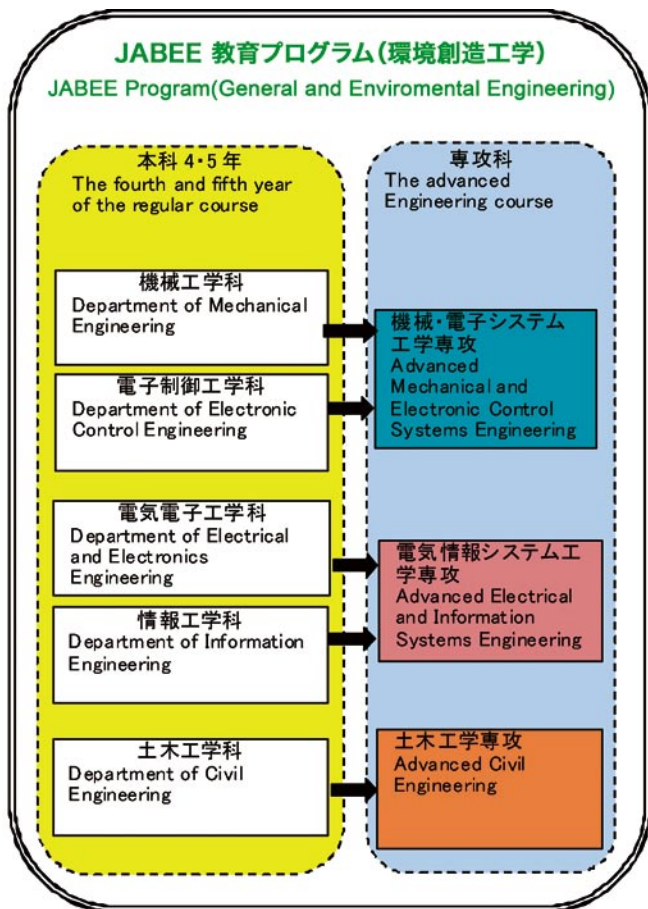 JABEE 教育プログラム(環境創造工学)
JABEE Program(General and Enviromental Engineering)
本科 4・5 年
The fourth and fifth year
of the regular course
機械工学科
Department of Mechanical
Engineering
電子制御工学科
Department of Electronic
Control Engineering
電気電子工学科
Department of Electrical
and Electronics
Engineering
情報工学科
Department of Information
Engineering
土木工学科
Department of Civil
Engineering
専攻科
The advanced
Engineering course
機械・電子システム
工学専攻
Advanced
Mechanical and
Electronic Control
Systems Engineering
電気情報システム工
学専攻
Advanced Electrical
and Information
Systems Engineering
土木工学専攻
Advanced Civil
Engineering